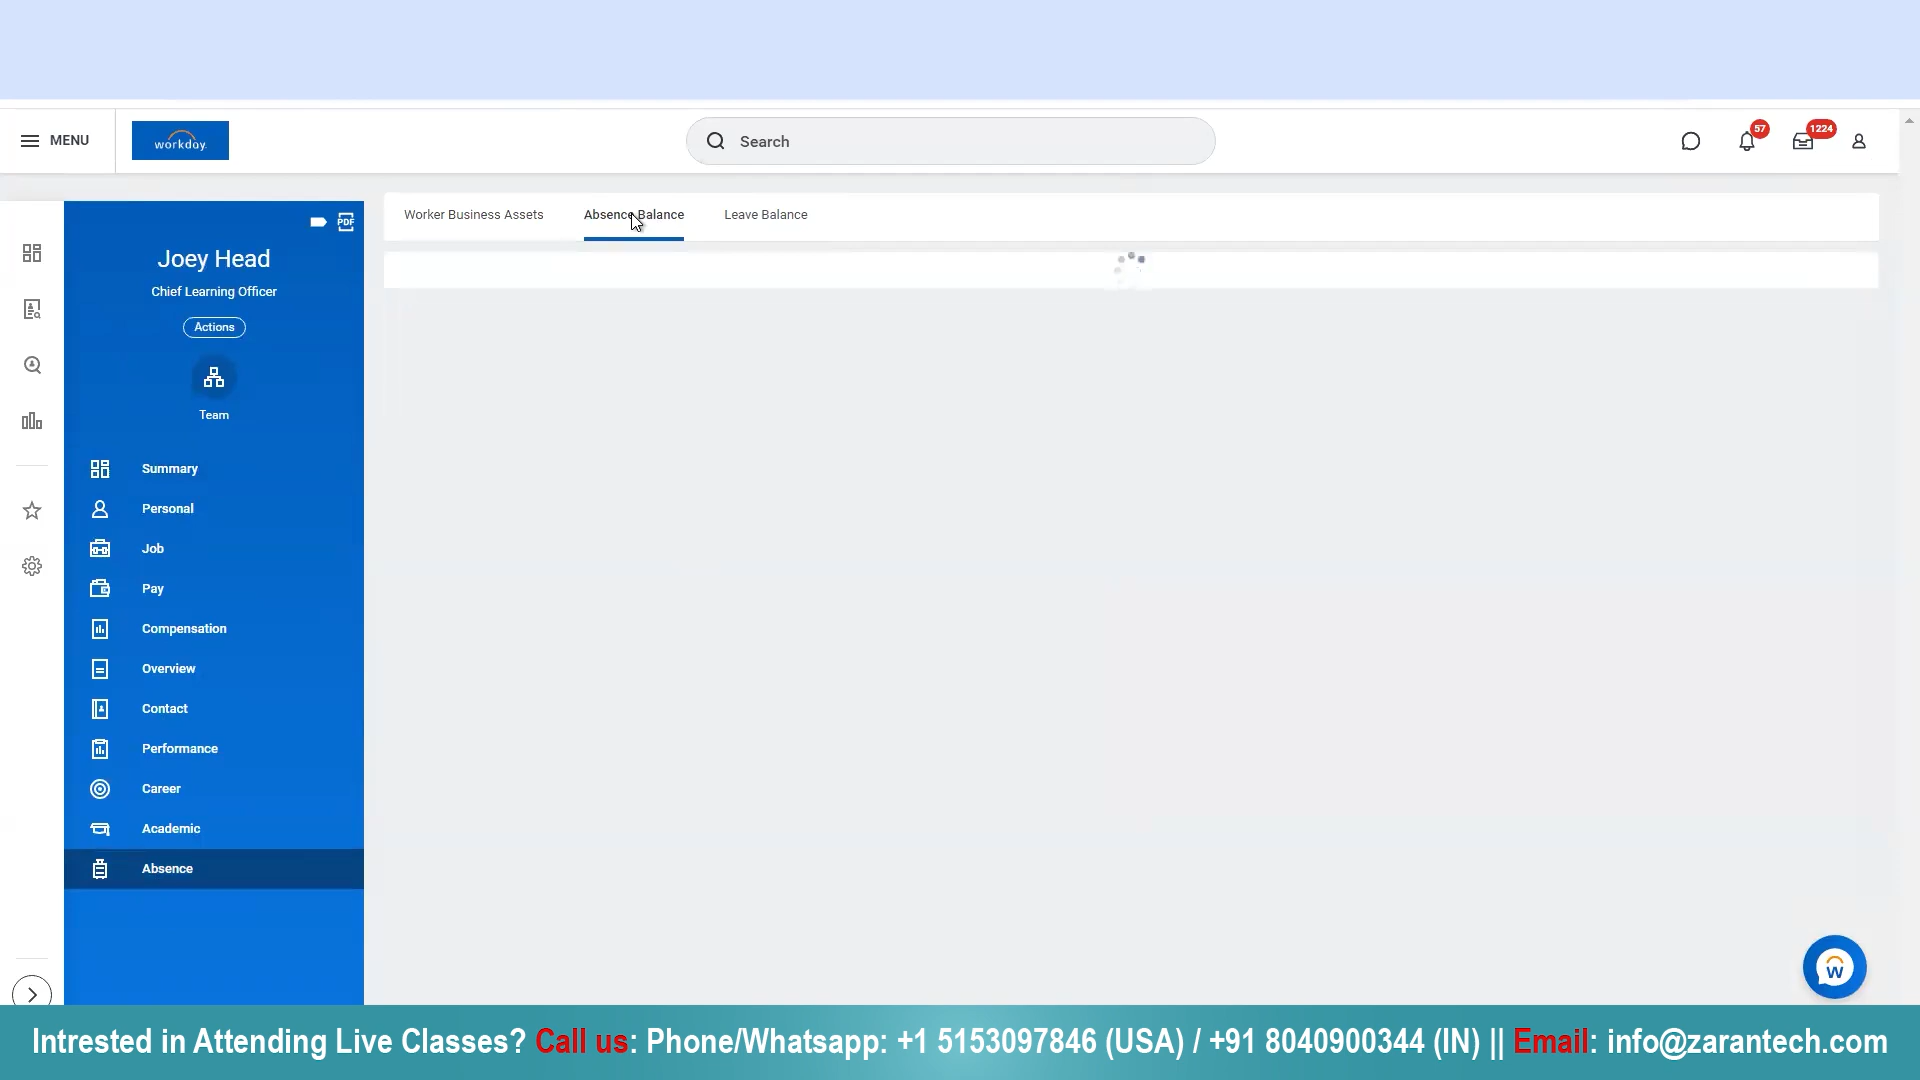 MENU
workday.
Search
57
1224
PDF
Joey Head
Chief Learning Officer
Actions
Team
Summary
Personal
Job
Pay
Compensation
Overview
Contact
Performance
Career
Academic
Absence
Worker Business Assets
Absence Balance
Leave Balance
W
Intrested in Attending Live Classes? Call us: Phone/Whatsapp: +1 5153097846 (USA) / +91 8040900344 (IN) || Email: info@zarantech.com